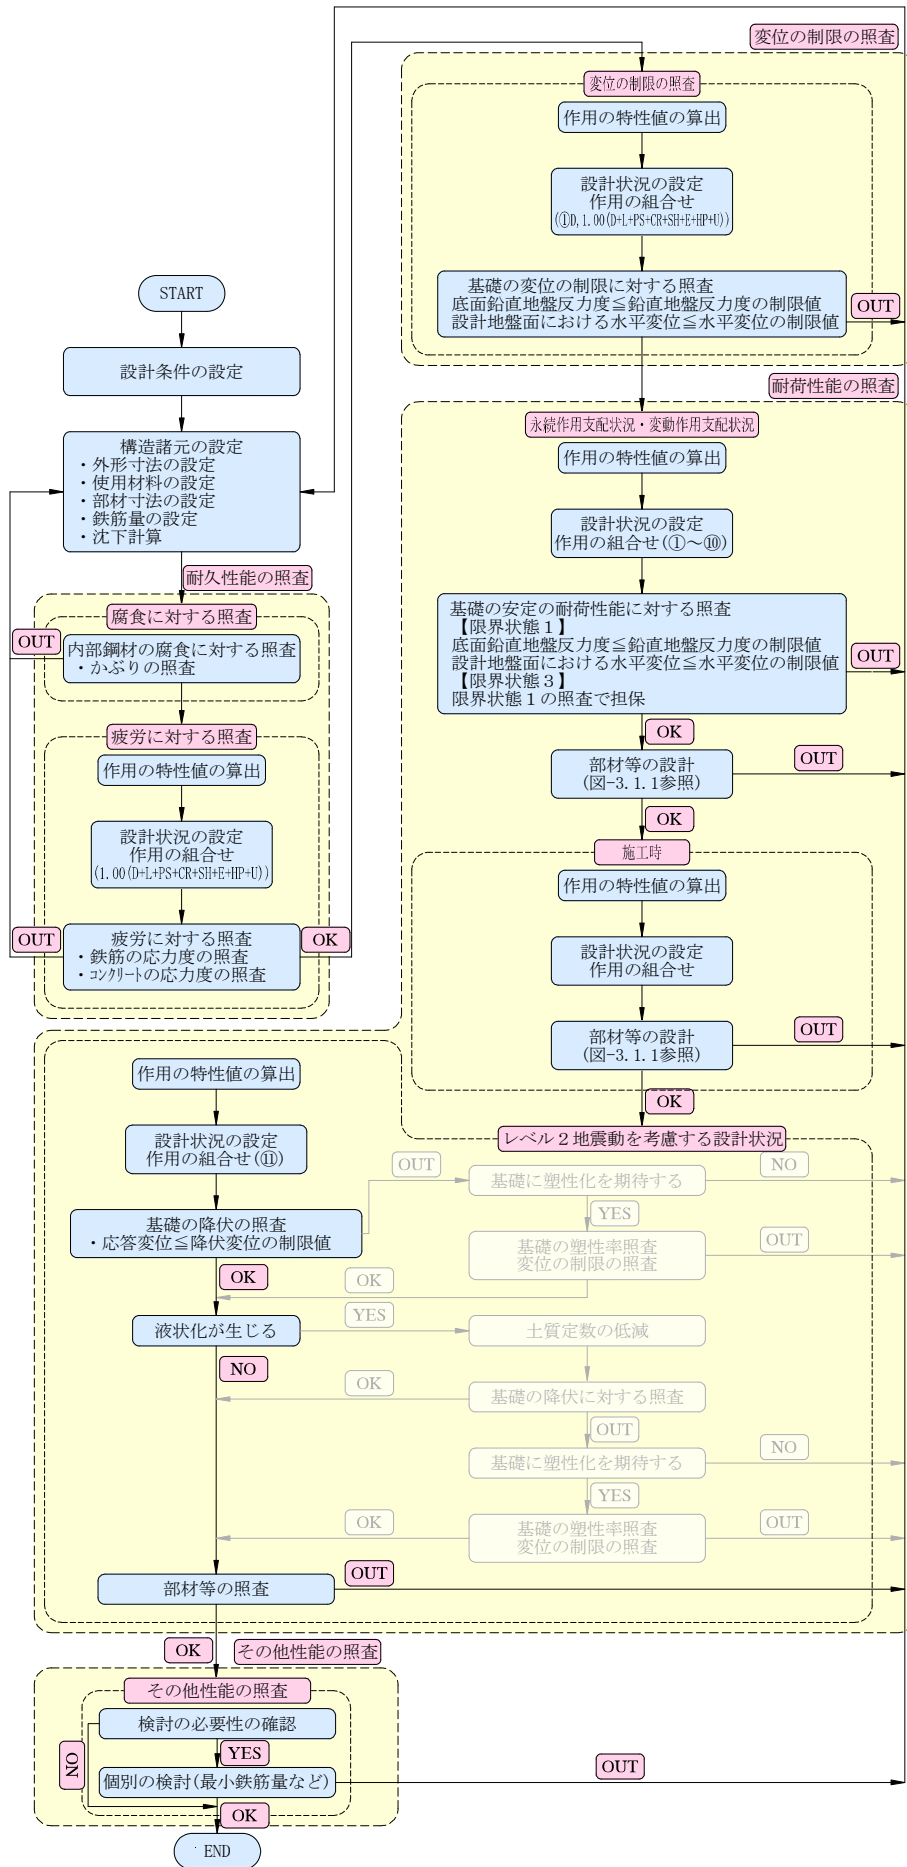 START
設計条件の設定
構造諸元の設定
・外形寸法の設定
・使用材料の設定
・部材寸法の設定
・鉄筋量の設定
・沈下計算
耐久性能の照査
腐食に対する照査
OUT
内部鋼材の腐食に対する照査
・かぶりの照査
疲労に対する照査
作用の特性値の算出
設計状況の設定
作用の組合せ
(1.00(D+L+PS+CR+SH+E+HP+U))
OUT
疲労に対する照査
・鉄筋の応力度の照査
・ｺﾝｸﾘｰﾄの応力度の照査
OK
変位の制限の照査
変位の制限の照査
作用の特性値の算出
設計状況の設定
作用の組合せ
(①D,1.00(D+L+PS+CR+SH+E+HP+U))
基礎の変位の制限に対する照査
底面鉛直地盤反力度≦鉛直地盤反力度の制限値
設計地盤面における水平変位≦水平変位の制限値
OUT
耐荷性能の照査
永続作用支配状況・変動作用支配状況
作用の特性値の算出
設計状況の設定
作用の組合せ(①～⑩)
基礎の安定の耐荷性能に対する照査
【限界状態１】
底面鉛直地盤反力度≦鉛直地盤反力度の制限値
設計地盤面における水平変位≦水平変位の制限値
【限界状態３】
限界状態１の照査で担保
OUT
OK
部材等の設計
(図-3.1.1参照)
OUT
OK
施工時
作用の特性値の算出
設計状況の設定
作用の組合せ
部材等の設計
(図-3.1.1参照)
OUT
OK
レベル２地震動を考慮する設計状況
作用の特性値の算出
設計状況の設定
作用の組合せ(⑪)
基礎の降伏の照査
・応答変位≦降伏変位の制限値
OUT
基礎に塑性化を期待する
NO
YES
基礎の塑性率照査
変位の制限の照査
OUT
OK
OK
液状化が生じる
YES
土質定数の低減
NO
OK
基礎の降伏に対する照査
OUT
基礎に塑性化を期待する
NO
YES
OK
基礎の塑性率照査
変位の制限の照査
OUT
部材等の照査
OUT
OK
その他性能の照査
その他性能の照査
検討の必要性の確認
NO
YES
個別の検討(最小鉄筋量など)
OUT
OK
END